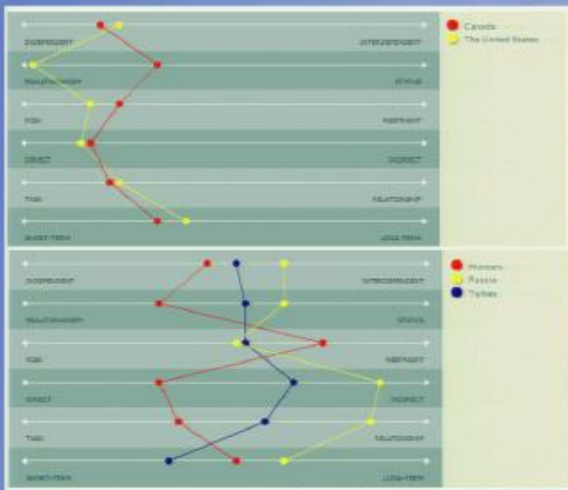 INDEPENDENT INTERDEPENDENT
EGALITARIANISM STATUS
RISK RESTRAINT
DIRECT INDIRECT
TASK RELATIONSHIP
SHORT-TERM LONG-TERM
Canada
The United States
INDEPENDENT INTERDEPENDENT
EGALITARIANISM STATUS
RISK RESTRAINT
DIRECT INDIRECT
TASK RELATIONSHIP
SHORT-TERM LONG-TERM
Russia